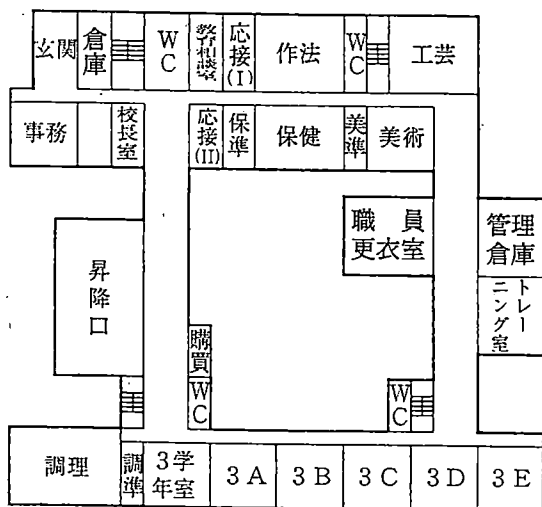 玄関
倉庫
WC
教育相談室
応接(I)
作法
WC
工芸
事務
校長室
応接(II)
保準
保健
美準
美術
職員更衣室
管理倉庫
トレーニング室
昇降口
購買
WC
WC
調理
調準
3学年室
3A
3B
3C
3D
3E